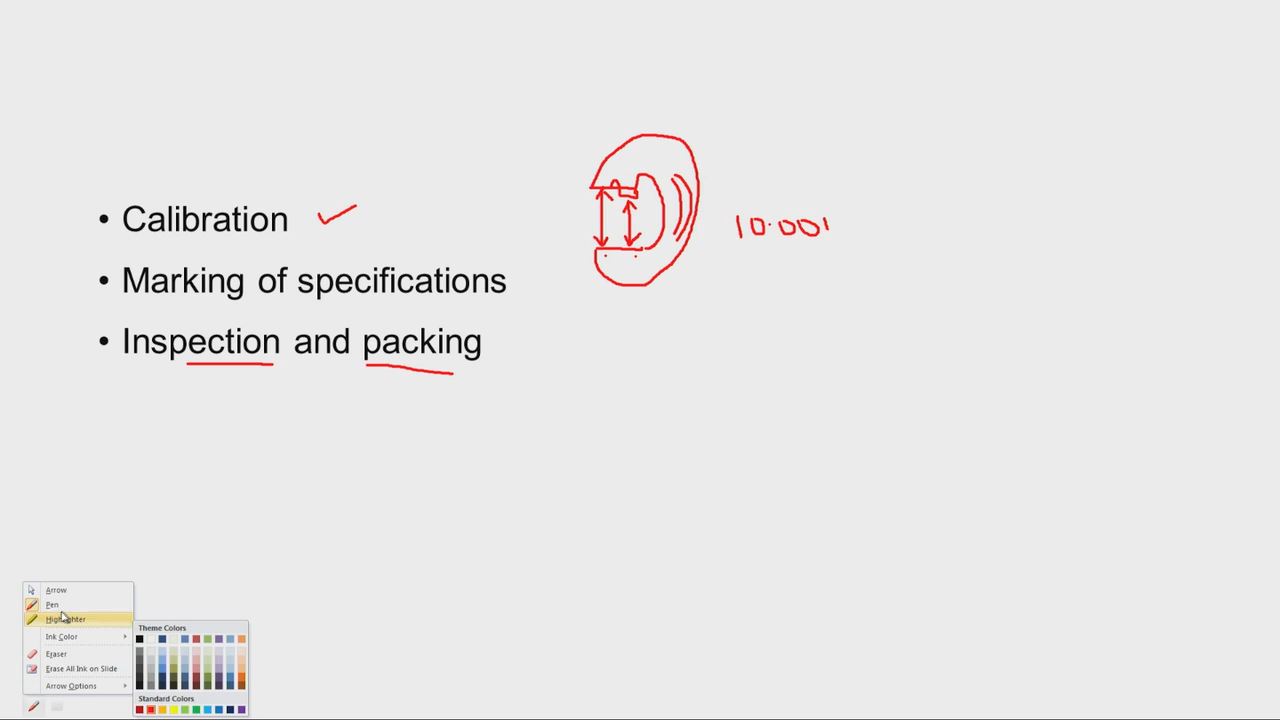 • Calibration
• Marking of specifications
• Inspection and packing
10.001
Arrow
Pen
Highlighter
Ink Color
Eraser
Erase All Ink on Slide
Arrow Options
Theme Colors
Standard Colors